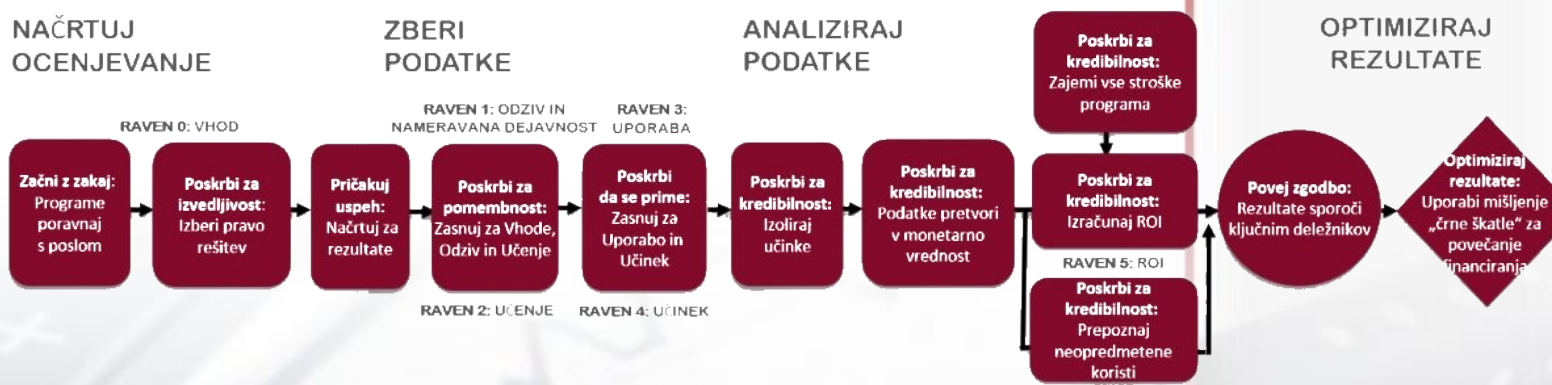 NAČRTUJ
OCENJEVANJE
ZBERI
PODATKE
ANALIZIRAJ
PODATKE
OPTIMIZIRAJ
REZULTATE
RAVEN 0: VHOD
RAVEN 1: ODZIV IN
NAMERAVANA DEJAVNOST
RAVEN 3:
UPORABA
Začni z zakaj:
Programe
poravnaj
s poslom
Poskrbi za
izvedljivost:
Izberi pravo
rešitev
Pričakuj
uspeh:
Načrtuj za
rezultate
Poskrbi za
pomembnost:
Zasnuj za Vhode,
Odziv in Učenje
RAVEN 2: UČENJE
Poskrbi
da se prime:
Zasnuj za
Uporabo in
Učinek
RAVEN 4: UČINEK
Poskrbi za
kredibilnost:
Izoliraj
učinke
Poskrbi za
kredibilnost:
Podatke pretvori
v monetarno
vrednost
Poskrbi za
kredibilnost:
Zajemi vse stroške
programa
Poskrbi za
kredibilnost:
Izračunaj ROI
RAVEN 5: ROI
Poskrbi za
kredibilnost:
Prepoznaj
neopredmetene
koristi
Povej zgodbo:
Rezultate sporoči
ključnim deležnikov
Optimiziraj
rezultate:
Uporabi mišljenje
„črne škatle“ za
povečanje
financiranja